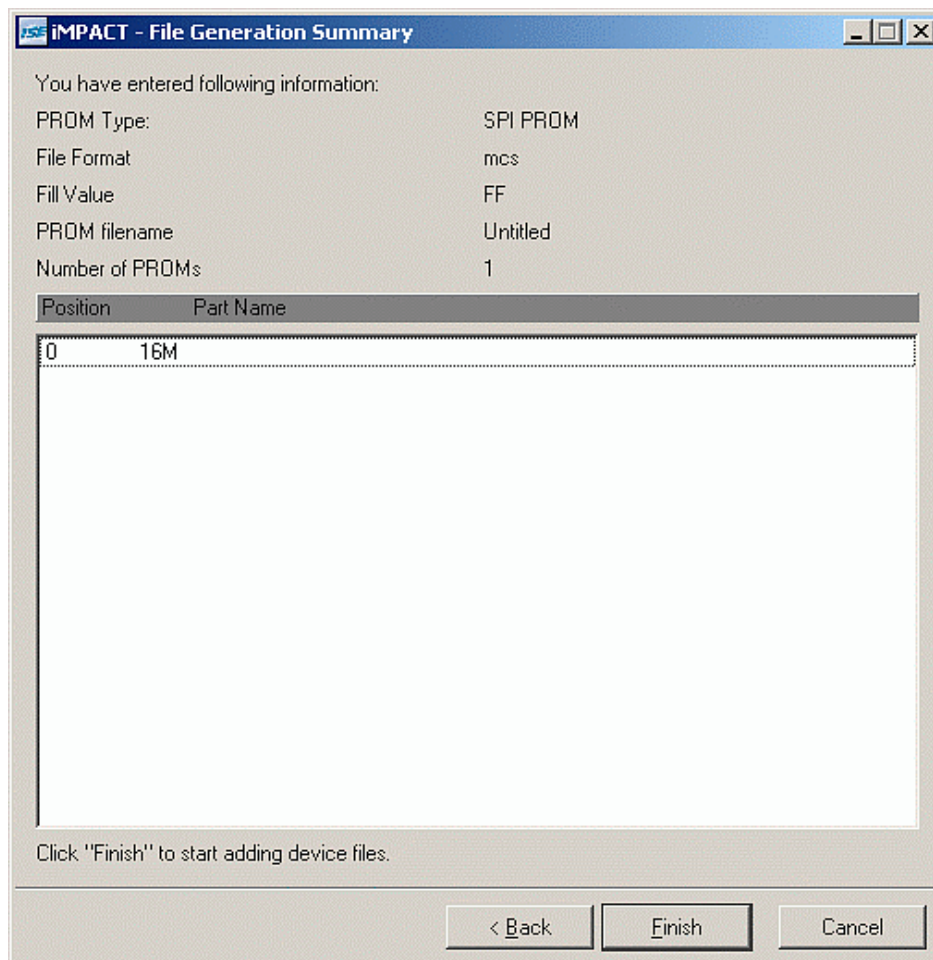 ISE iMPACT - File Generation Summary
You have entered following information:
PROM Type: SPI PROM
File Format mcs
Fill Value FF
PROM filename Untitled
Number of PROMs 1
Position Part Name
0 16M
Click "Finish" to start adding device files.
< Back Finish Cancel